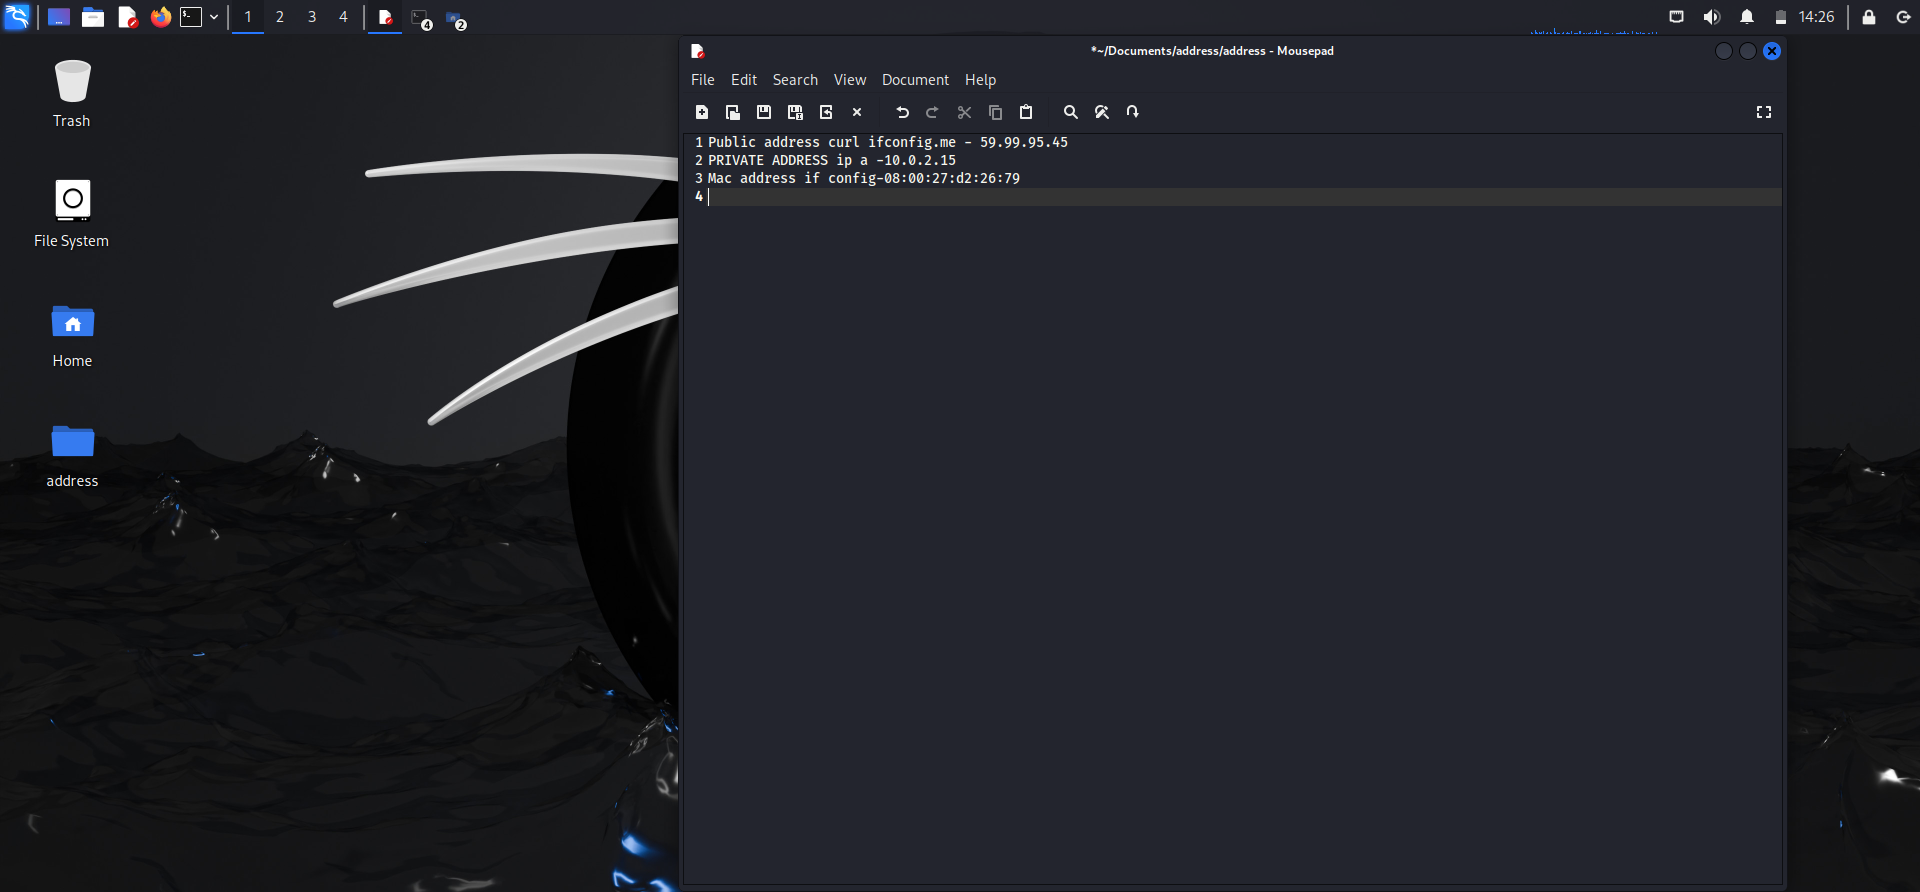 1 2 3 4
4
2
14:26
Trash
File System
Home
address
*~/Documents/address/address - Mousepad
File Edit Search View Document Help
1 Public address curl ifconfig.me - 59.99.95.45
2 PRIVATE ADDRESS ip a -10.0.2.15
3 Mac address if config-08:00:27:d2:26:79
4